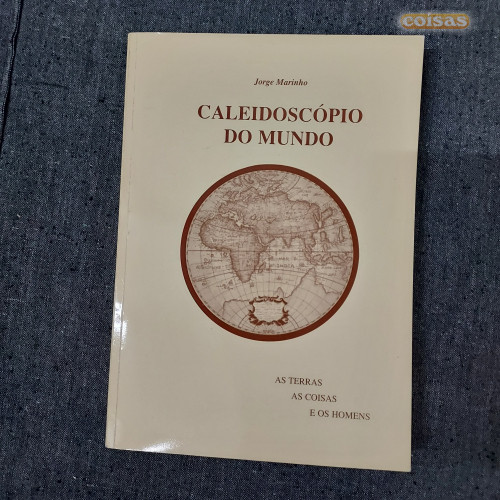 coisas
Jorge Marinho
CALEIDOSCÓPIO
DO MUNDO
AS TERRAS
AS COISAS
E OS HOMENS